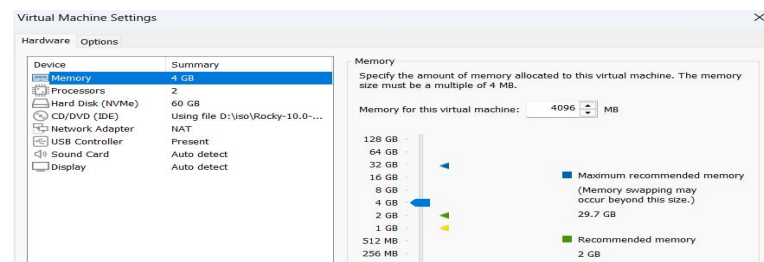 Virtual Machine Settings
Hardware Options
Device Summary
Memory 4 GB
Processors 2
Hard Disk (NVMe) 60 GB
CD/DVD (IDE) Using file D:\iso\Rocky-10.0-...
Network Adapter NAT
USB Controller Present
Sound Card Auto detect
Display Auto detect
Memory
Specify the amount of memory allocated to this virtual machine. The memory
size must be a multiple of 4 MB.
Memory for this virtual machine: 4096 MB
128 GB
64 GB
32 GB
16 GB
8 GB
4 GB
2 GB
1 GB
512 MB
256 MB
Maximum recommended memory
(Memory swapping may
occur beyond this size.)
29.7 GB
Recommended memory
2 GB